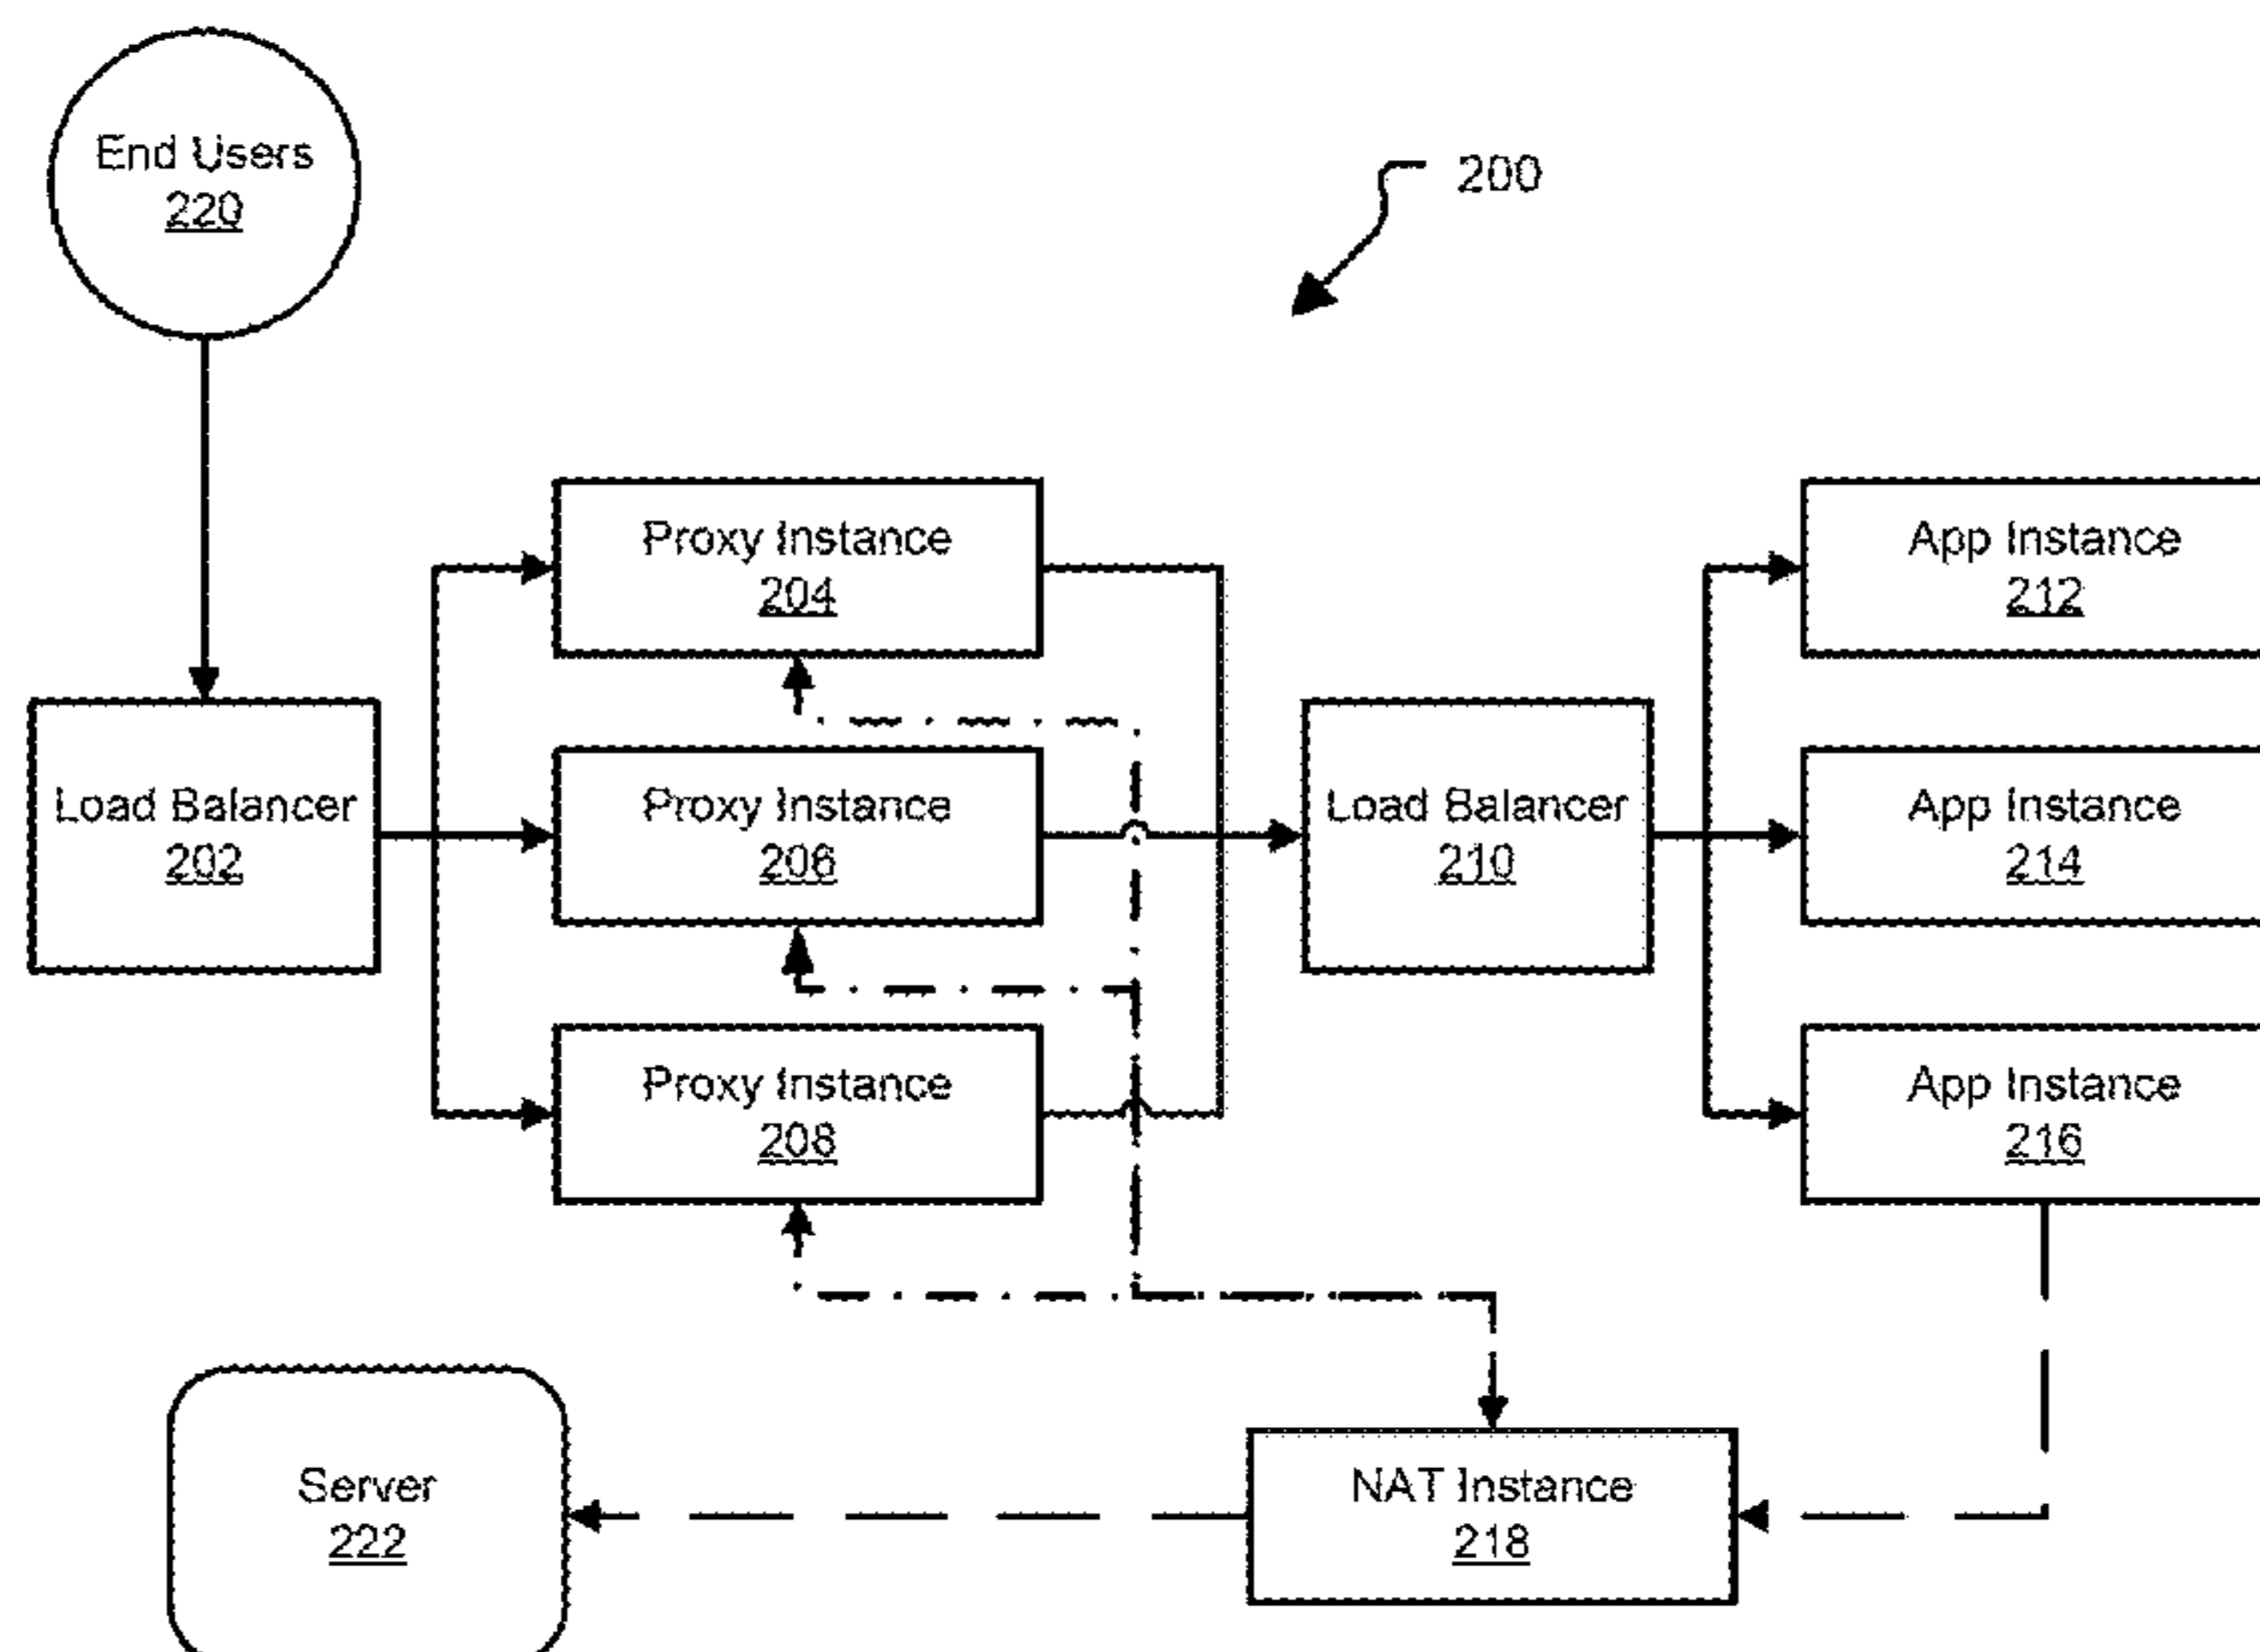 End Users
220
200
Proxy Instance
204
App Instance
212
Load Balancer
202
Proxy Instance
206
Load Balancer
210
App Instance
214
Proxy Instance
208
App Instance
216
Server
222
NAT Instance
218